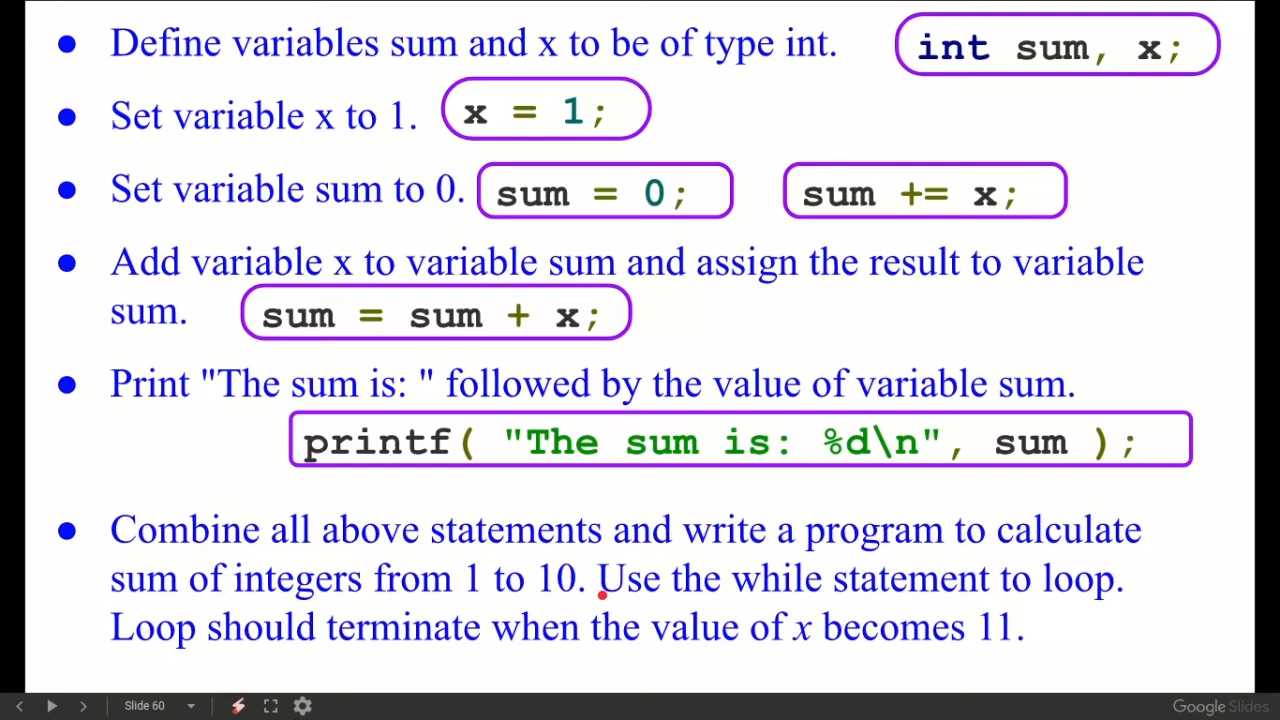 ● Define variables sum and x to be of type int. int sum, x;
● Set variable x to 1. x = 1;
● Set variable sum to 0. sum = 0; sum += x;
● Add variable x to variable sum and assign the result to variable
sum. sum = sum + x;
● Print "The sum is: " followed by the value of variable sum.
printf( "The sum is: %d\n", sum );
● Combine all above statements and write a program to calculate
sum of integers from 1 to 10. Use the while statement to loop.
Loop should terminate when the value of x becomes 11.
Slide 60 Google Slides